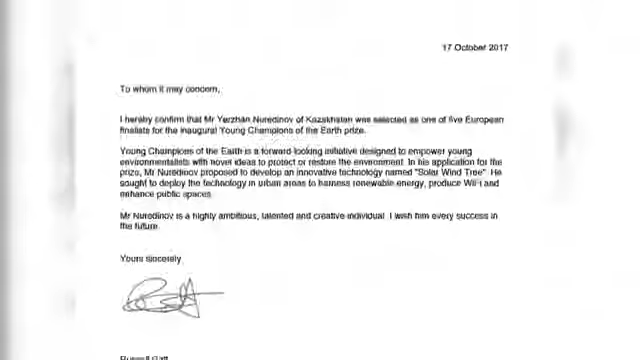 17 October 2017
To whom it may concern,
I hereby confirm that Mr Yerzhan Nuredinov of Kazakhstan was selected as one of five European
finalists for the inaugural Young Champions of the Earth prize.
Young Champions of the Earth is a forward-looking initiative designed to empower young
environmentalists with novel ideas to protect or restore the environment. In his application for the
prize, Mr Nuredinov proposed to develop an innovative technology named "Solar Wind Tree". He
sought to deploy the technology in urban areas to harness renewable energy, produce Wi-Fi and
enhance public spaces.
Mr Nuredinov is a highly ambitious, talented and creative individual. I wish him every success in
the future.
Yours sincerely